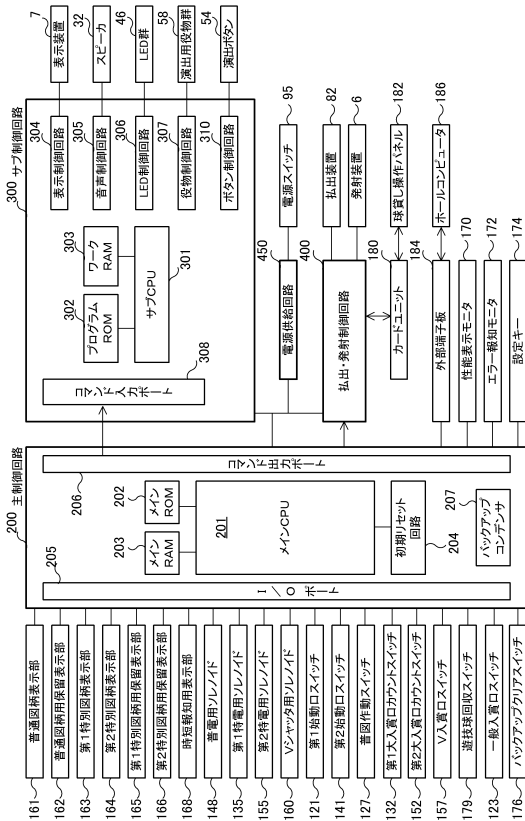 161 普通図柄表示部
162 普通図柄用保留表示部
163 第1特別図柄表示部
164 第2特別図柄表示部
165 第1特別図柄用保留表示部
166 第2特別図柄用保留表示部
168 時短報知用表示部
148 普電用ソレノイド
135 第1特電用ソレノイド
155 第2特電用ソレノイド
160 Vシャッタ用ソレノイド
121 第1始動口スイッチ
141 第2始動口スイッチ
127 普図作動スイッチ
132 第1大入賞口カウントスイッチ
152 第2大入賞口カウントスイッチ
157 V入賞口スイッチ
179 遊技球回収スイッチ
123 一般入賞口スイッチ
176 バックアップクリアスイッチ
200 主制御回路
205
I/Oポート
203
メイン
RAM
202
メイン
ROM
201
メインCPU
初期リセット
回路
204
207
バックアップ
コンデンサ
206
コマンド出力ポート
300 サブ制御回路
308
コマンド入力ポート
302
プログラム
ROM
303
ワーク
RAM
301
サブCPU
304
表示制御回路
305
音声制御回路
306
LED制御回路
307
役物制御回路
310
ボタン制御回路
7
表示装置
32
スピーカ
46
LED群
58
演出用役物群
54
演出ボタン
450
電源供給回路
95
電源スイッチ
400
払出・発射制御回路
82
払出装置
6
発射装置
180
カードユニット
182
球貸し操作パネル
184
外部端子板
186
ホールコンピュータ
性能表示モニタ
170
エラー報知モニタ
172
設定キー
174